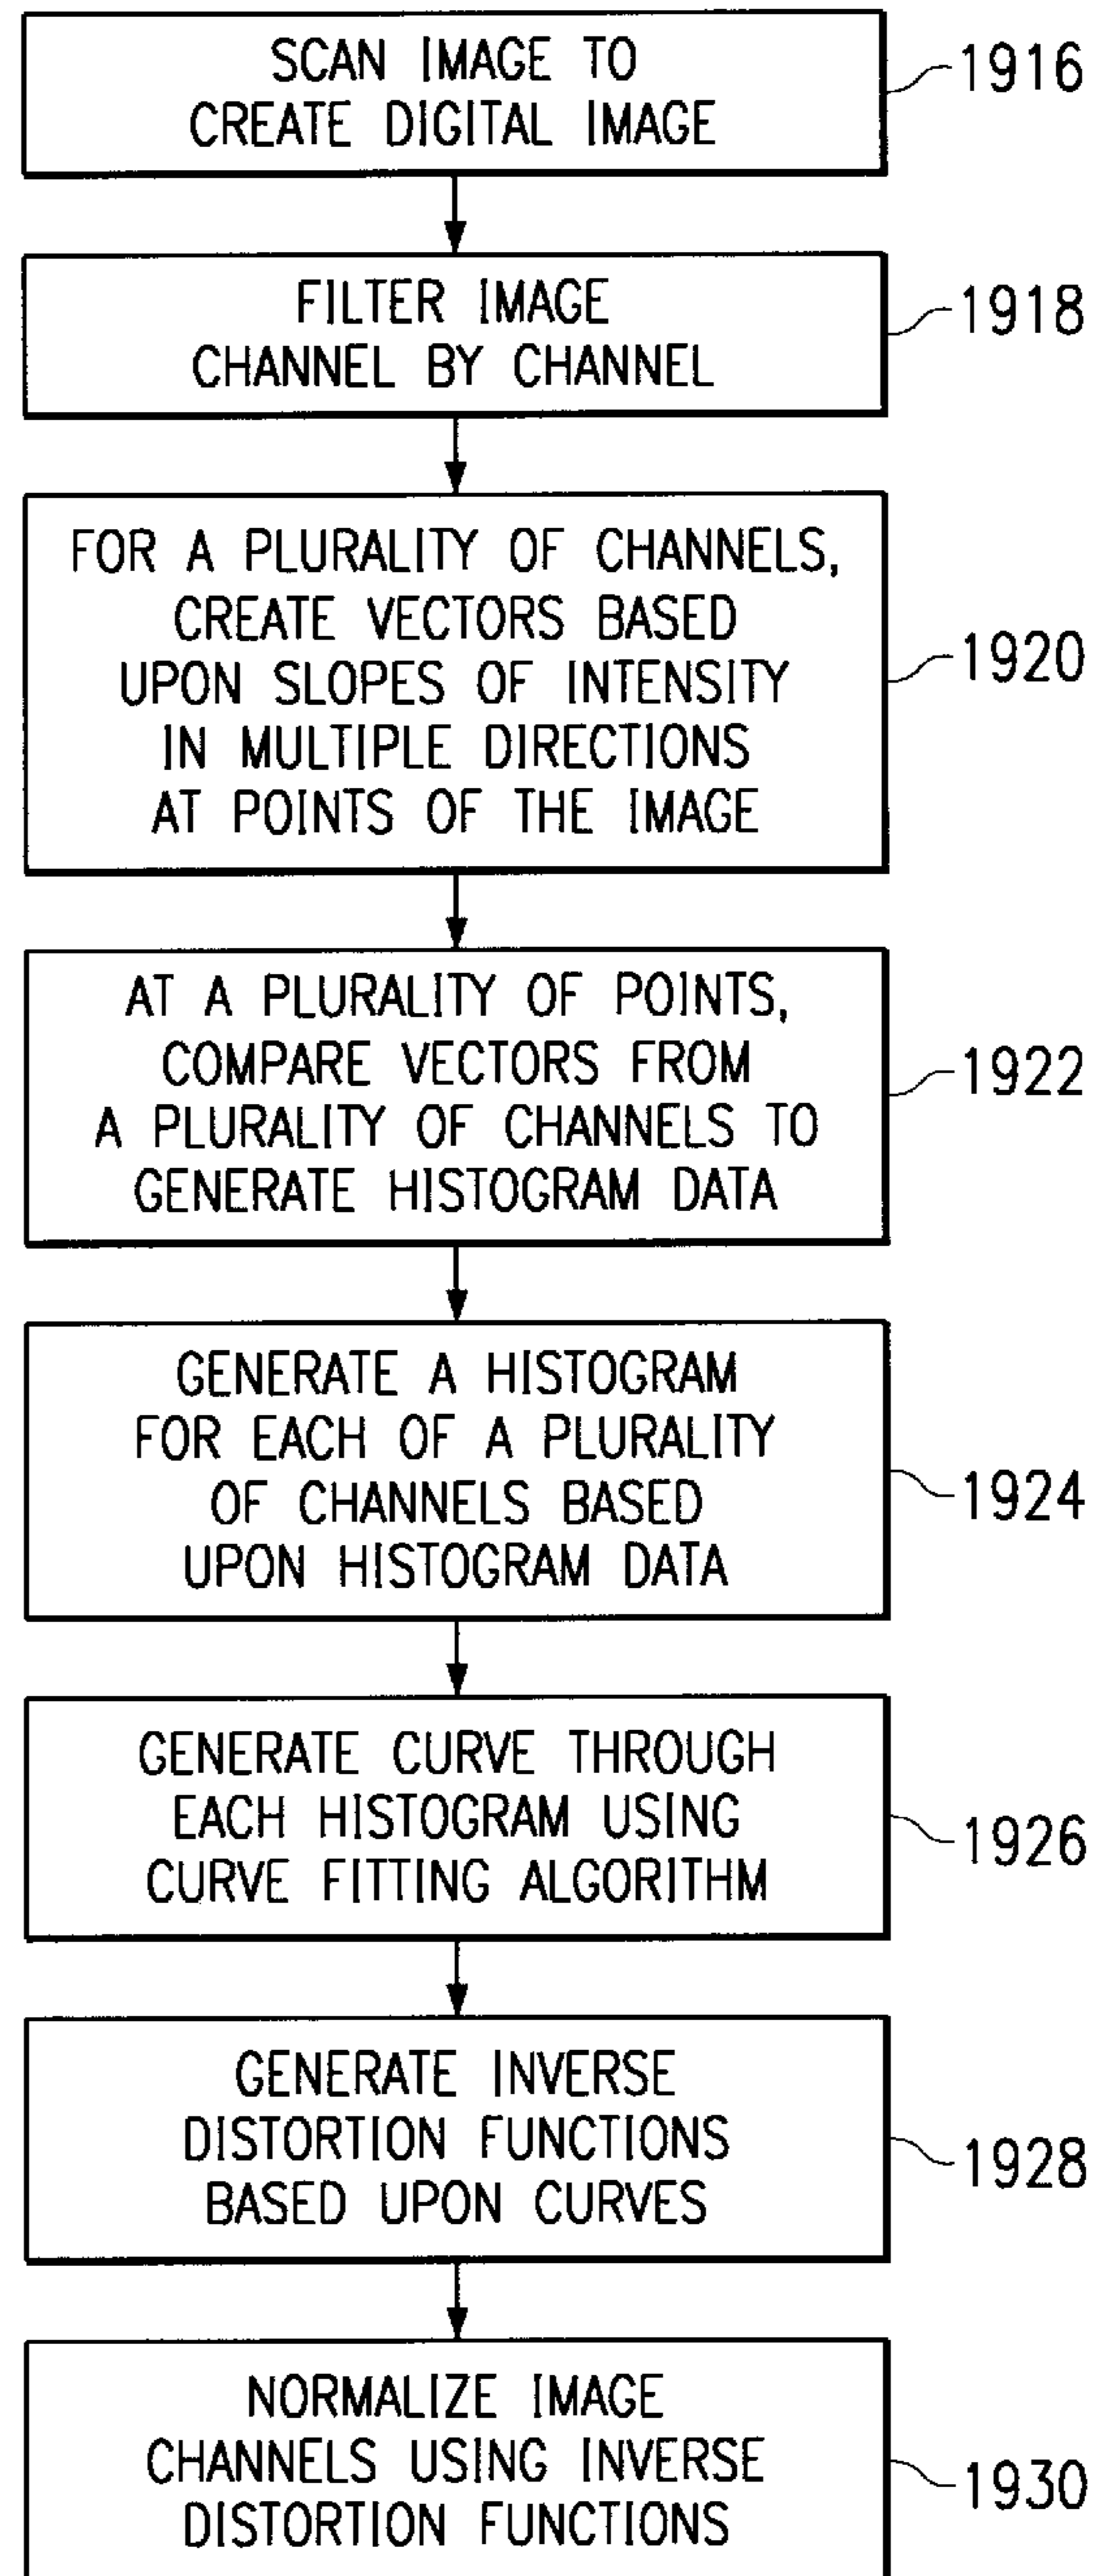 SCAN IMAGE TO
CREATE DIGITAL IMAGE
1916
FILTER IMAGE
CHANNEL BY CHANNEL
1918
FOR A PLURALITY OF CHANNELS,
CREATE VECTORS BASED
UPON SLOPES OF INTENSITY
IN MULTIPLE DIRECTIONS
AT POINTS OF THE IMAGE
1920
AT A PLURALITY OF POINTS,
COMPARE VECTORS FROM
A PLURALITY OF CHANNELS TO
GENERATE HISTOGRAM DATA
1922
GENERATE A HISTOGRAM
FOR EACH OF A PLURALITY
OF CHANNELS BASED
UPON HISTOGRAM DATA
1924
GENERATE CURVE THROUGH
EACH HISTOGRAM USING
CURVE FITTING ALGORITHM
1926
GENERATE INVERSE
DISTORTION FUNCTIONS
BASED UPON CURVES
1928
NORMALIZE IMAGE
CHANNELS USING INVERSE
DISTORTION FUNCTIONS
1930